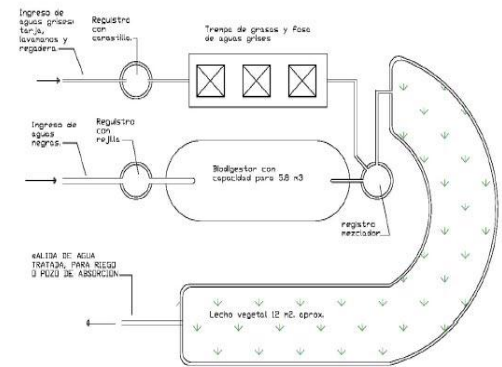 Ingreso de
aguas grises:
tarja,
lavamanos y
regadera
Registro
con
canastilla.
Trampa de grasas y fosa
de aguas grises
Ingreso de
aguas
negras.
Registro
con
rejilla
Biodigestor con
capacidad para 5.8 m3
registro
mezclador.
SALIDA DE AGUA
TRATADA, PARA RIEGO
O POZO DE ABSORCION
Lecho vegetal 12 m2. aprox.